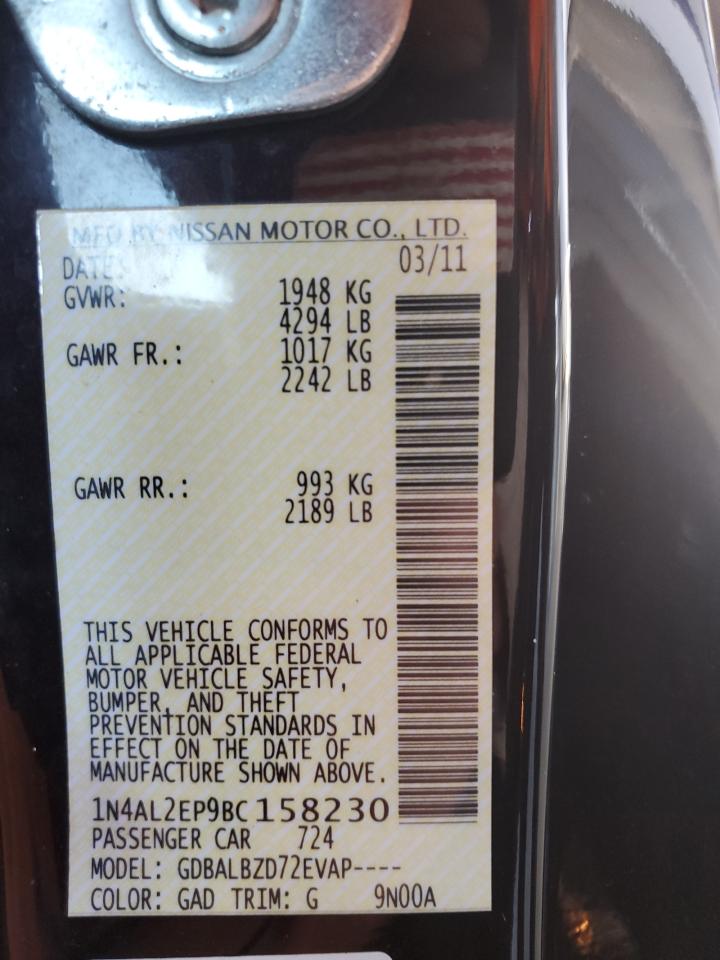 MFD BY NISSAN MOTOR CO., LTD.
DATE: 03/11
GVWR: 1948 KG
4294 LB
GAWR FR.: 1017 KG
2242 LB
GAWR RR.: 993 KG
2189 LB
THIS VEHICLE CONFORMS TO
ALL APPLICABLE FEDERAL
MOTOR VEHICLE SAFETY,
BUMPER, AND THEFT
PREVENTION STANDARDS IN
EFFECT ON THE DATE OF
MANUFACTURE SHOWN ABOVE.
1N4AL2EP9BC158230
PASSENGER CAR 724
MODEL: GDBALBZD72EVAP----
COLOR: GAD TRIM: G 9N00A